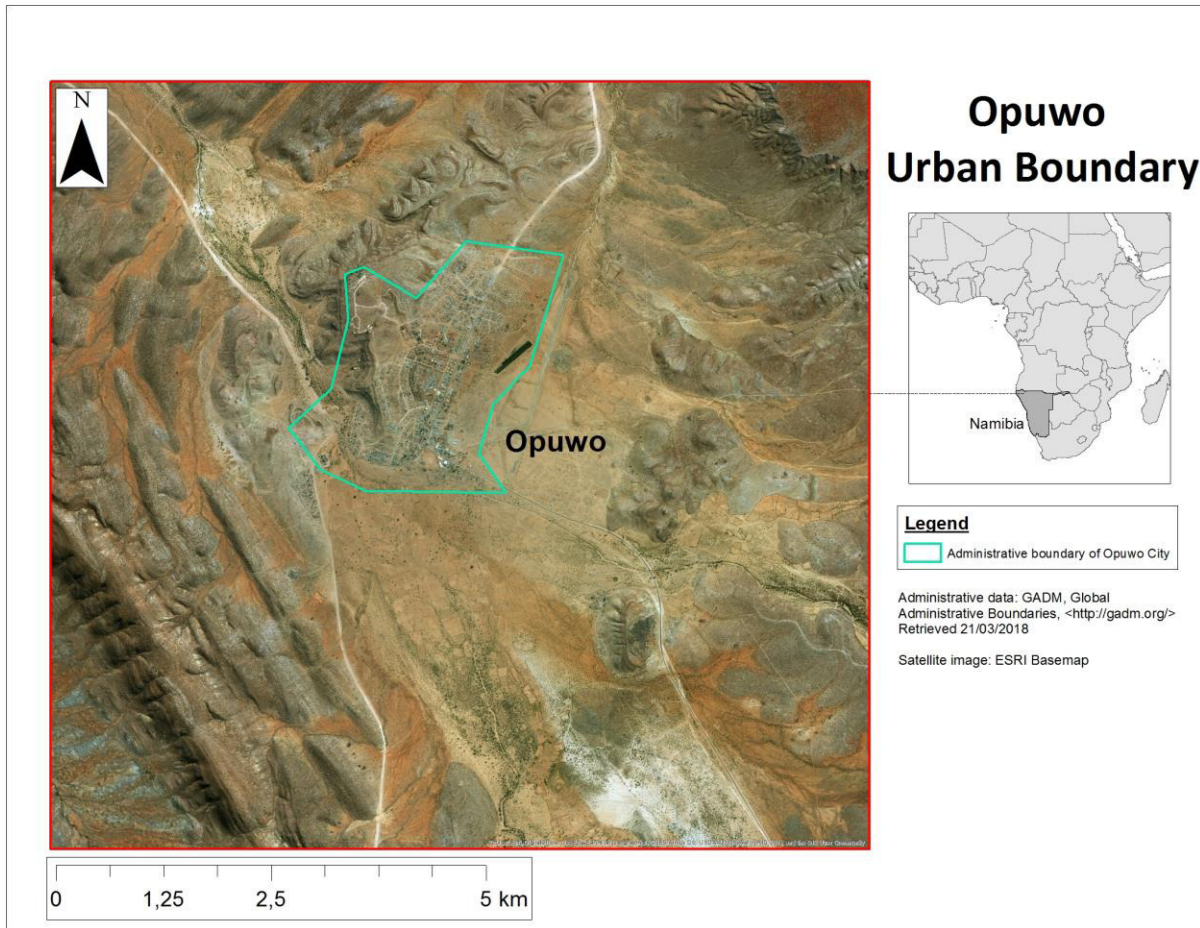 N
Opuwo
Urban Boundary
Namibia
Opuwo
Legend
Administrative boundary of Opuwo City
Administrative data: GADM, Global
Administrative Boundaries, <http://gadm.org/>
Retrieved 21/03/2018
Satellite image: ESRI Basemap
0 1,25 2,5 5 km